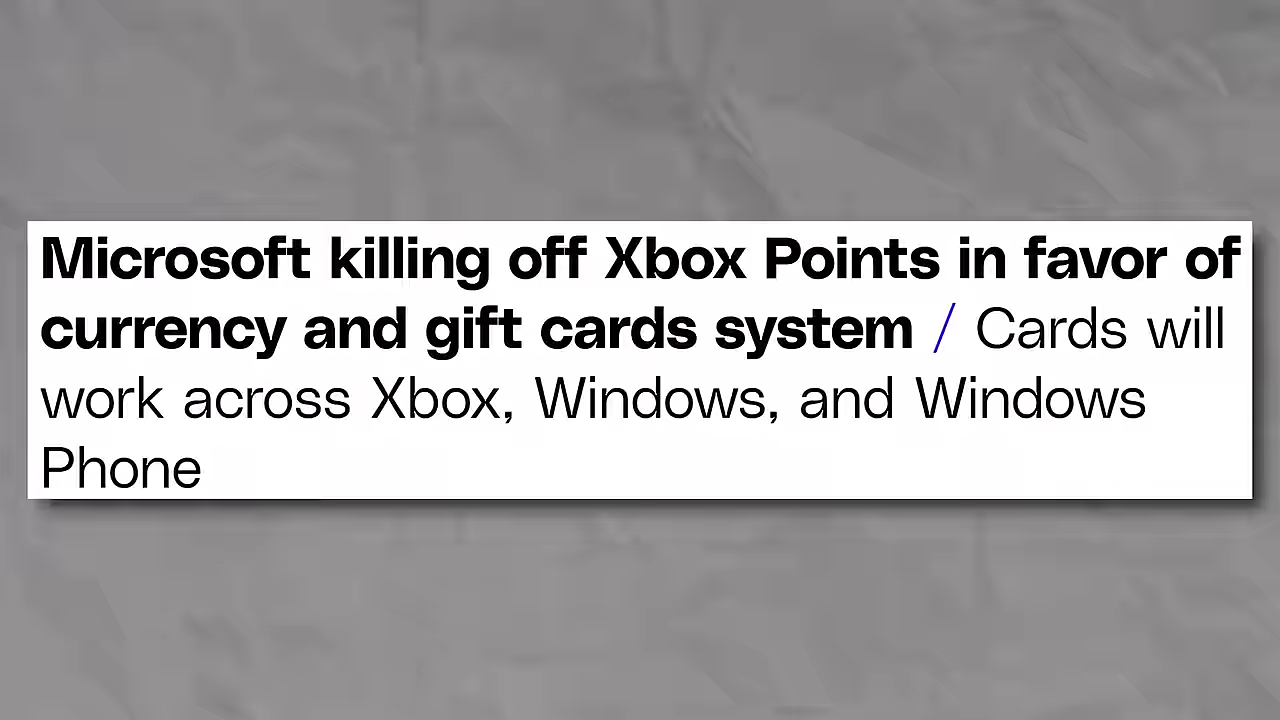 Microsoft killing off Xbox Points in favor of
currency and gift cards system / Cards will
work across Xbox, Windows, and Windows
Phone